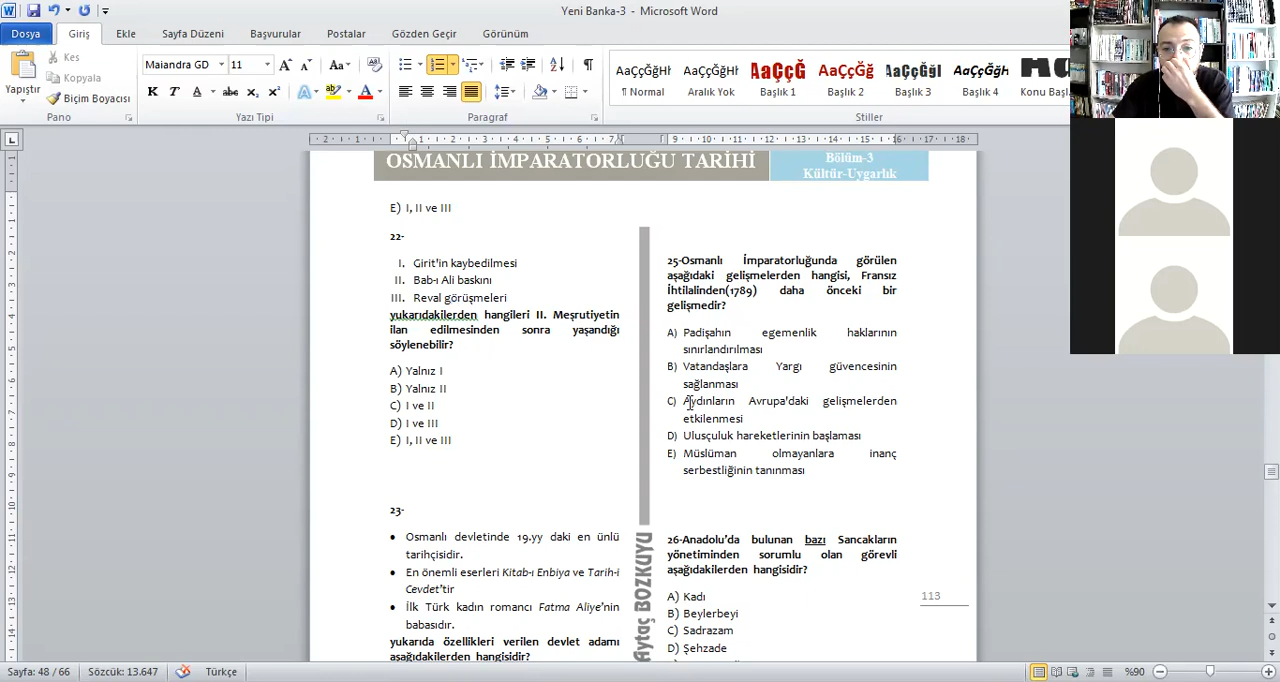 Yeni Banka-3 - Microsoft Word
Dosya Giriş Ekle Sayfa Düzeni Başvurular Postalar Gözden Geçir Görünüm
Yapıştır
Kes
Kopyala
Biçim Boyacısı
Pano
Maiandra GD 11
Yazı Tipi
Paragraf
AaÇçĞğHł AaÇçĞğHł AaÇçĞ AaÇçĞğ AaÇçĞğl AaÇçĞğH
¶ Normal Aralık Yok Başlık 1 Başlık 2 Başlık 3 Başlık 4 Konu Başl
Stiller
OSMANLI İMPARATORLUĞU TARİHİ
Bölüm-3
Kültür-Uygarlık
E) I, II ve III
22-
I. Girit'in kaybedilmesi
II. Bab-ı Ali baskını
III. Reval görüşmeleri
yukarıdakilerden hangileri II. Meşrutiyetin
ilan edilmesinden sonra yaşandığı
söylenebilir?
A) Yalnız I
B) Yalnız II
C) I ve II
D) I ve III
E) I, II ve III
23-
• Osmanlı devletinde 19.yy daki en ünlü
tarihçisidir.
• En önemli eserleri Kitab-ı Enbiya ve Tarih-i
Cevdet'tir
• İlk Türk kadın romancı Fatma Aliye'nin
babasıdır.
yukarıda özellikleri verilen devlet adamı
aşağıdakilerden hangisidir?
Aytaç BOZKUYU
25-Osmanlı İmparatorluğunda görülen
aşağıdaki gelişmelerden hangisi, Fransız
İhtilalinden(1789) daha önceki bir
gelişmedir?
A) Padişahın egemenlik haklarının
sınırlandırılması
B) Vatandaşlara Yargı güvencesinin
sağlanması
C) Aydınların Avrupa'daki gelişmelerden
etkilenmesi
D) Ulusçuluk hareketlerinin başlaması
E) Müslüman olmayanlara inanç
serbestliğinin tanınması
26-Anadolu'da bulunan bazı Sancakların
yönetiminden sorumlu olan görevli
aşağıdakilerden hangisidir?
A) Kadı
B) Beylerbeyi
C) Sadrazam
D) Şehzade
113
Sayfa: 48 / 66 Sözcük: 13.647 Türkçe %90